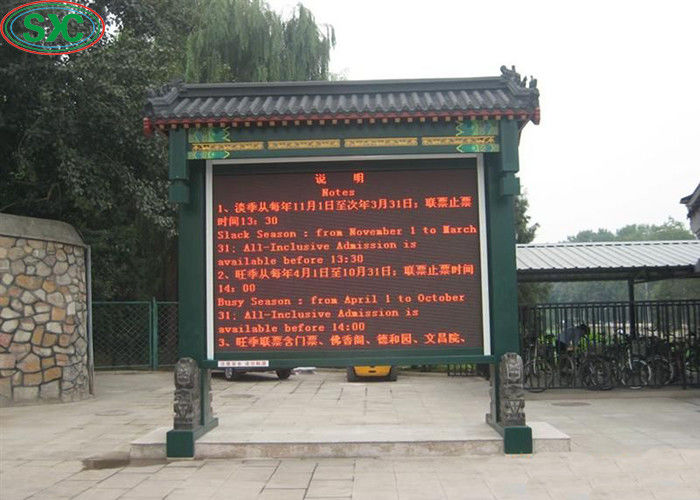 SXC
说 明
Notes
1、淡季从每年11月1日至次年3月31日；联票止票
时间13：30
Slack Season : from November 1 to March
31; All-Inclusive Admission is
available before 13:30
2、旺季从每年4月1日至10月31日；联票止票时间
14：00
Busy Season : from April 1 to October
31; All-Inclusive Admission is
available before 14:00
3、旺季联票含门票、佛香阁、德和园、文昌院、